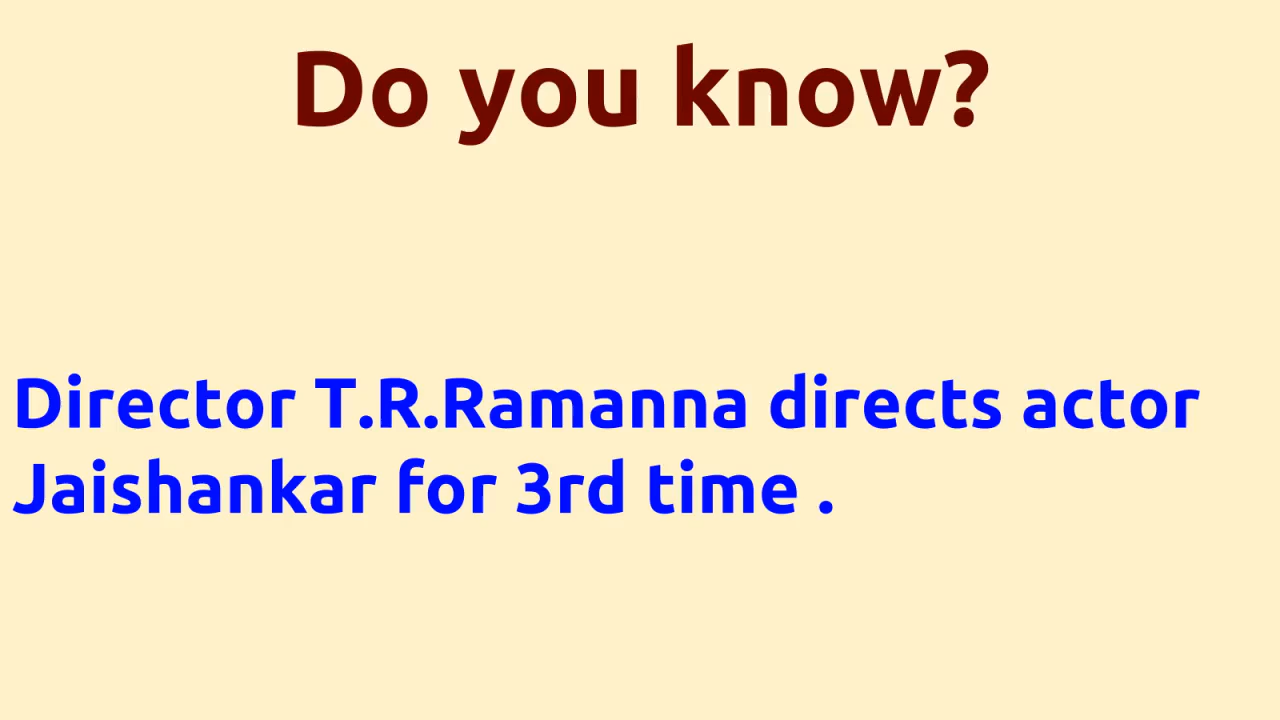 Do you know?
Director T.R.Ramanna directs actor
Jaishankar for 3rd time .